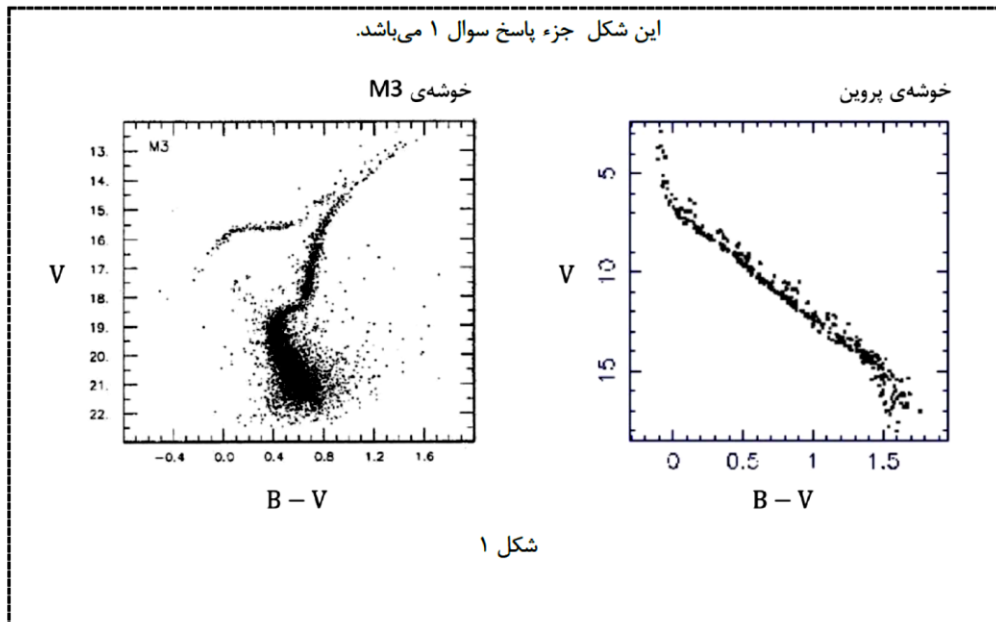 این شکل جزء پاسخ سوال ۱ می‌باشد.
خوشه‌ی پروین
خوشه‌ی M3
M3
13.
14.
15.
16.
17.
18.
19.
20.
21.
22.
V
-0.4 0.0 0.4 0.8 1.2 1.6
B – V
5
10
15
V
0 0.5 1 1.5
B – V
شکل ۱